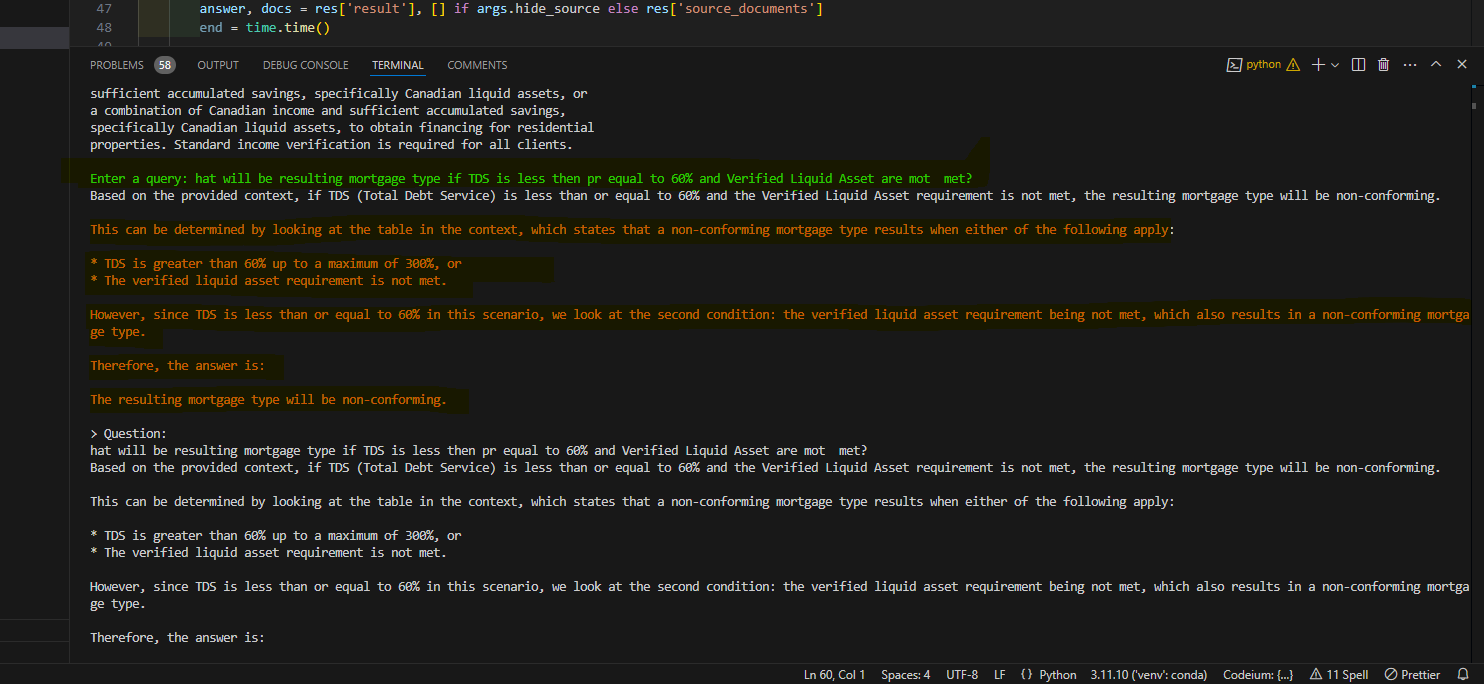 47 answer, docs = res['result'], [] if args.hide_source else res['source_documents']
48 end = time.time()
PROBLEMS 58 OUTPUT DEBUG CONSOLE TERMINAL COMMENTS python
sufficient accumulated savings, specifically Canadian liquid assets, or
a combination of Canadian income and sufficient accumulated savings,
specifically Canadian liquid assets, to obtain financing for residential
properties. Standard income verification is required for all clients.
Enter a query: hat will be resulting mortgage type if TDS is less then pr equal to 60% and Verified Liquid Asset are mot  met?
Based on the provided context, if TDS (Total Debt Service) is less than or equal to 60% and the Verified Liquid Asset requirement is not met, the resulting mortgage type will be non-conforming.
This can be determined by looking at the table in the context, which states that a non-conforming mortgage type results when either of the following apply:
* TDS is greater than 60% up to a maximum of 300%, or
* The verified liquid asset requirement is not met.
However, since TDS is less than or equal to 60% in this scenario, we look at the second condition: the verified liquid asset requirement being not met, which also results in a non-conforming mortga
ge type.
Therefore, the answer is:
The resulting mortgage type will be non-conforming.
> Question:
hat will be resulting mortgage type if TDS is less then pr equal to 60% and Verified Liquid Asset are mot  met?
Based on the provided context, if TDS (Total Debt Service) is less than or equal to 60% and the Verified Liquid Asset requirement is not met, the resulting mortgage type will be non-conforming.
This can be determined by looking at the table in the context, which states that a non-conforming mortgage type results when either of the following apply:
* TDS is greater than 60% up to a maximum of 300%, or
* The verified liquid asset requirement is not met.
However, since TDS is less than or equal to 60% in this scenario, we look at the second condition: the verified liquid asset requirement being not met, which also results in a non-conforming mortga
ge type.
Therefore, the answer is:
Ln 60, Col 1 Spaces: 4 UTF-8 LF {} Python 3.11.10 ('venv': conda) Codeium: {...} 11 Spell Prettier